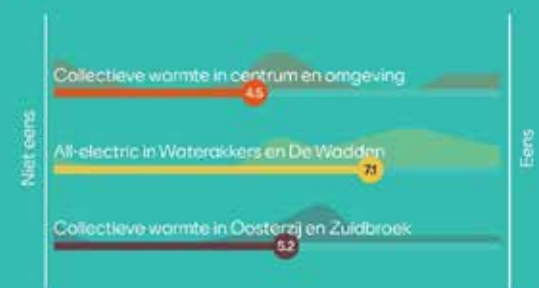 Collectieve warmte in centrum en omgeving
4.5
Niet eens
All-electric in Waterakkers en De Wadden
7.1
Eens
Collectieve warmte in Oosterzij en Zuidbroek
5.2